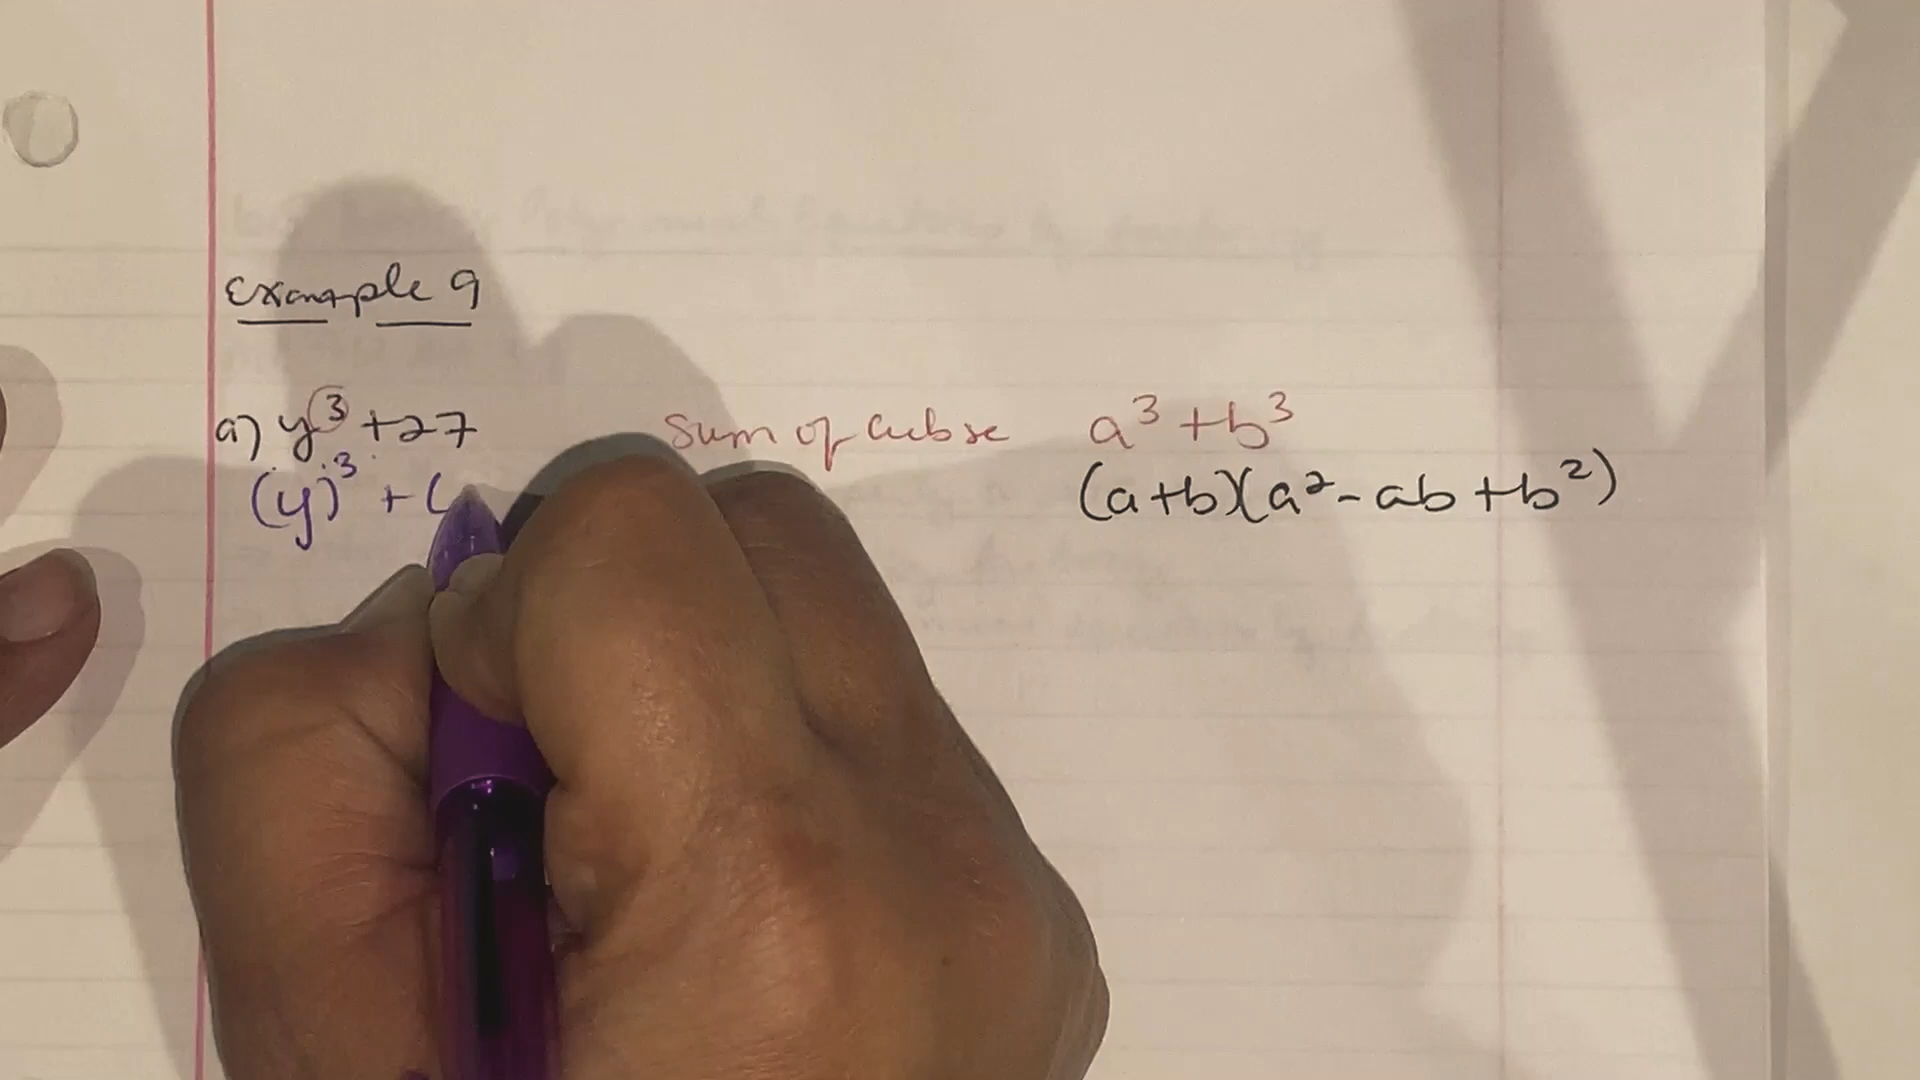 Example 9
a) y³ +27 Sum of Cubse a³ +b³
(y)³ + ( (a+b)(a² - ab +b²)